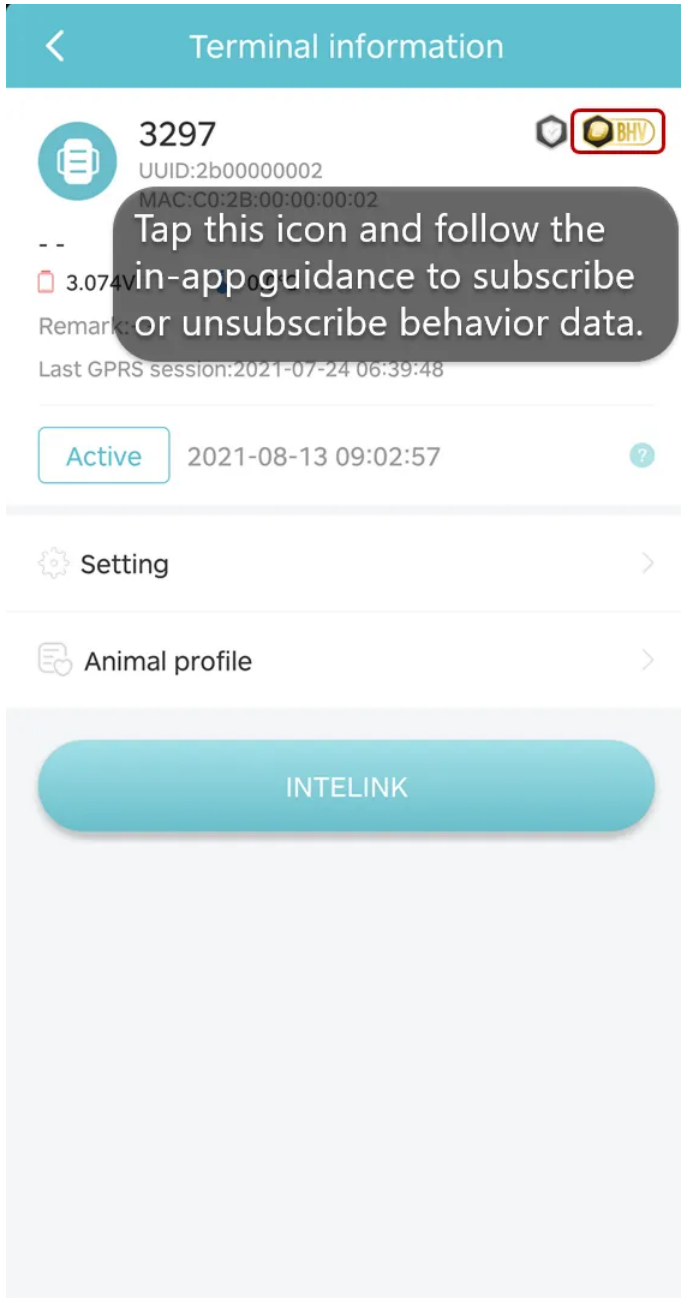 Terminal information
3297
BHV
UUID:2b00000002
MAC:C0:2B:00:00:00:02
Tap this icon and follow the
in-app guidance to subscribe
or unsubscribe behavior data.
- -
3.074V
Remark:
Last GPRS session:2021-07-24 06:39:48
Active
2021-08-13 09:02:57
?
Setting
Animal profile
INTELINK